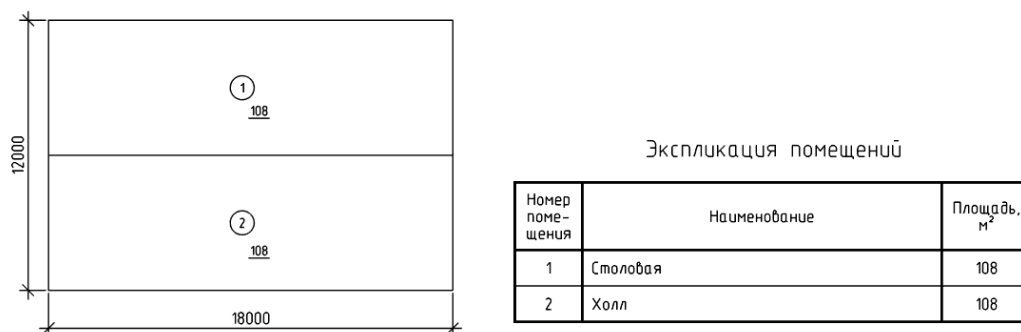 1
108
12000
2
108
18000
Экспликация помещений
Номер
поме-
щения
Наименование
Площадь,
м²
1 Столовая 108
2 Холл 108